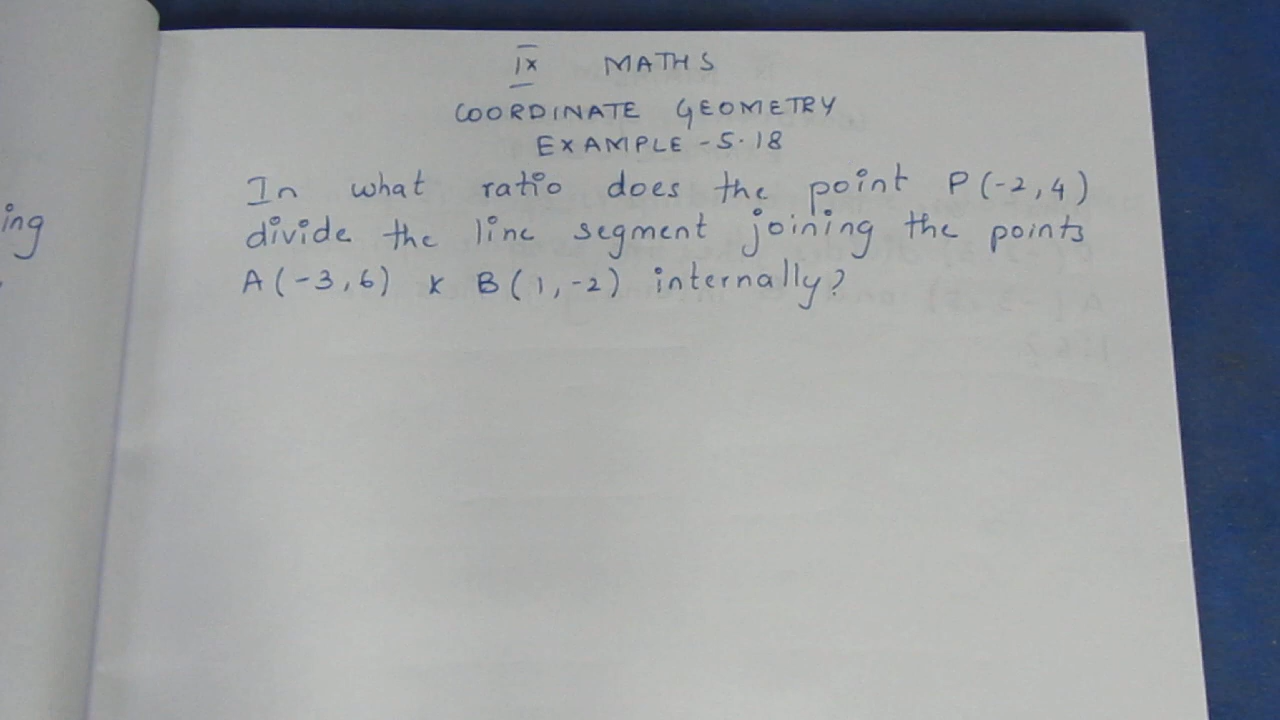 ing
IX MATHS
COORDINATE GEOMETRY
EXAMPLE - 5.18
In what ratio does the point P(-2,4)
divide the line segment joining the points
A(-3,6) & B(1,-2) internally?